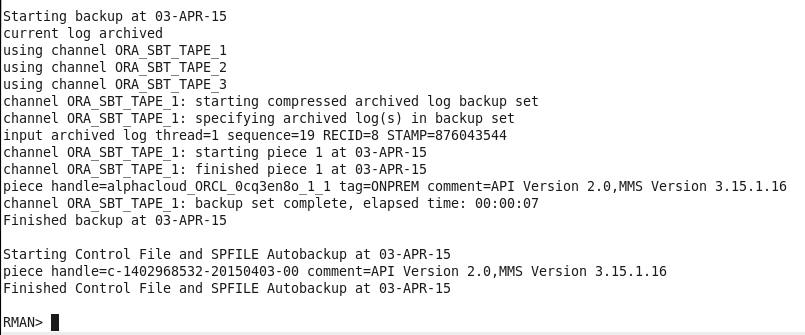 Starting backup at 03-APR-15
current log archived
using channel ORA_SBT_TAPE_1
using channel ORA_SBT_TAPE_2
using channel ORA_SBT_TAPE_3
channel ORA_SBT_TAPE_1: starting compressed archived log backup set
channel ORA_SBT_TAPE_1: specifying archived log(s) in backup set
input archived log thread=1 sequence=19 RECID=8 STAMP=876043544
channel ORA_SBT_TAPE_1: starting piece 1 at 03-APR-15
channel ORA_SBT_TAPE_1: finished piece 1 at 03-APR-15
piece handle=alphacloud_ORCL_0cq3en8o_1_1 tag=ONPREM comment=API Version 2.0,MMS Version 3.15.1.16
channel ORA_SBT_TAPE_1: backup set complete, elapsed time: 00:00:07
Finished backup at 03-APR-15

Starting Control File and SPFILE Autobackup at 03-APR-15
piece handle=c-1402968532-20150403-00 comment=API Version 2.0,MMS Version 3.15.1.16
Finished Control File and SPFILE Autobackup at 03-APR-15

RMAN>